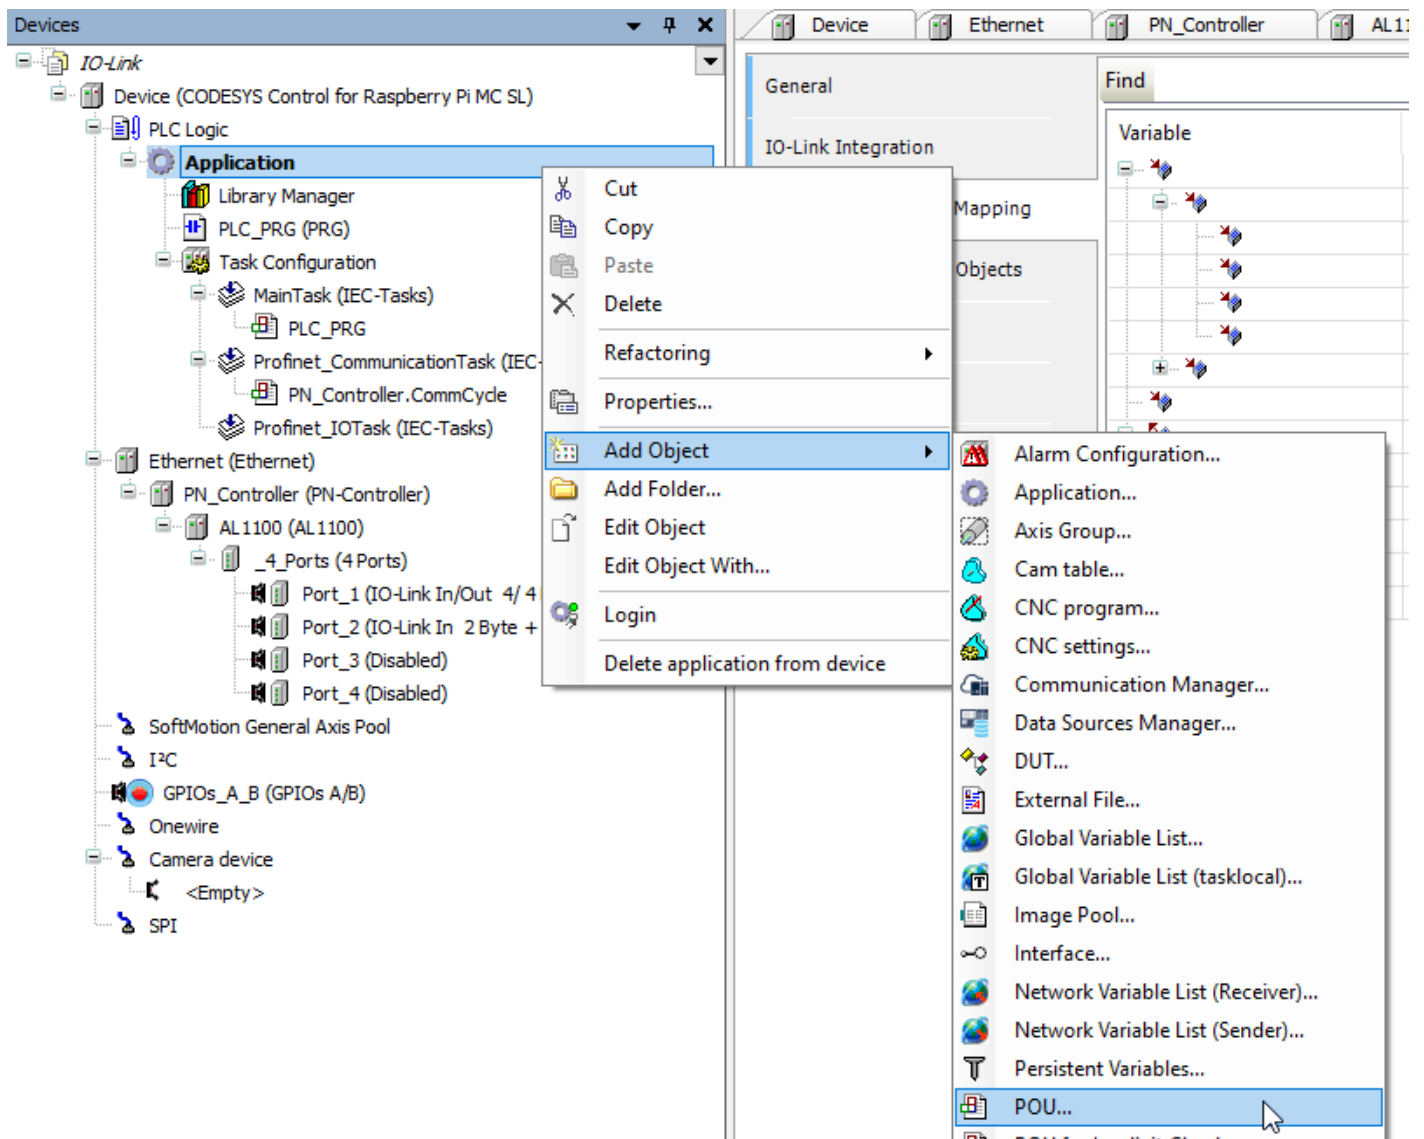 Devices
IO-Link
Device (CODESYS Control for Raspberry Pi MC SL)
PLC Logic
Application
Library Manager
PLC_PRG (PRG)
Task Configuration
MainTask (IEC-Tasks)
PLC_PRG
Profinet_CommunicationTask (IEC-
PN_Controller.CommCycle
Profinet_IOTask (IEC-Tasks)
Ethernet (Ethernet)
PN_Controller (PN-Controller)
AL1100 (AL1100)
_4_Ports (4 Ports)
Port_1 (IO-Link In/Out 4/ 4
Port_2 (IO-Link In 2 Byte +
Port_3 (Disabled)
Port_4 (Disabled)
SoftMotion General Axis Pool
I²C
GPIOs_A_B (GPIOs A/B)
Onewire
Camera device
<Empty>
SPI
Device
Ethernet
PN_Controller
AL11
General
IO-Link Integration
Mapping
Objects
Find
Variable
Cut
Copy
Paste
Delete
Refactoring
Properties...
Add Object
Add Folder...
Edit Object
Edit Object With...
Login
Delete application from device
Alarm Configuration...
Application...
Axis Group...
Cam table...
CNC program...
CNC settings...
Communication Manager...
Data Sources Manager...
DUT...
External File...
Global Variable List...
Global Variable List (tasklocal)...
Image Pool...
Interface...
Network Variable List (Receiver)...
Network Variable List (Sender)...
Persistent Variables...
POU...